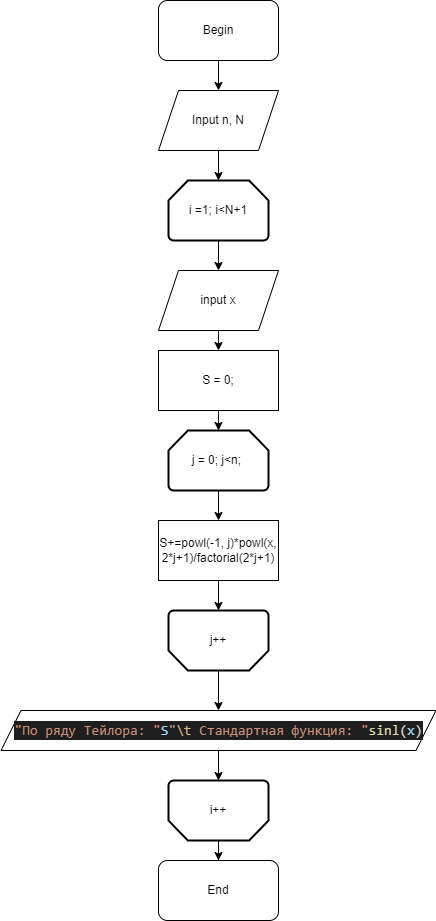 Begin
Input n, N
i =1; i<N+1
input x
S = 0;
j = 0; j<n;
S+=powl(-1, j)*powl(x,
2*j+1)/factorial(2*j+1)
j++
"По ряду Тейлора: "S"\t Стандартная функция: "sinl(x)
i++
End